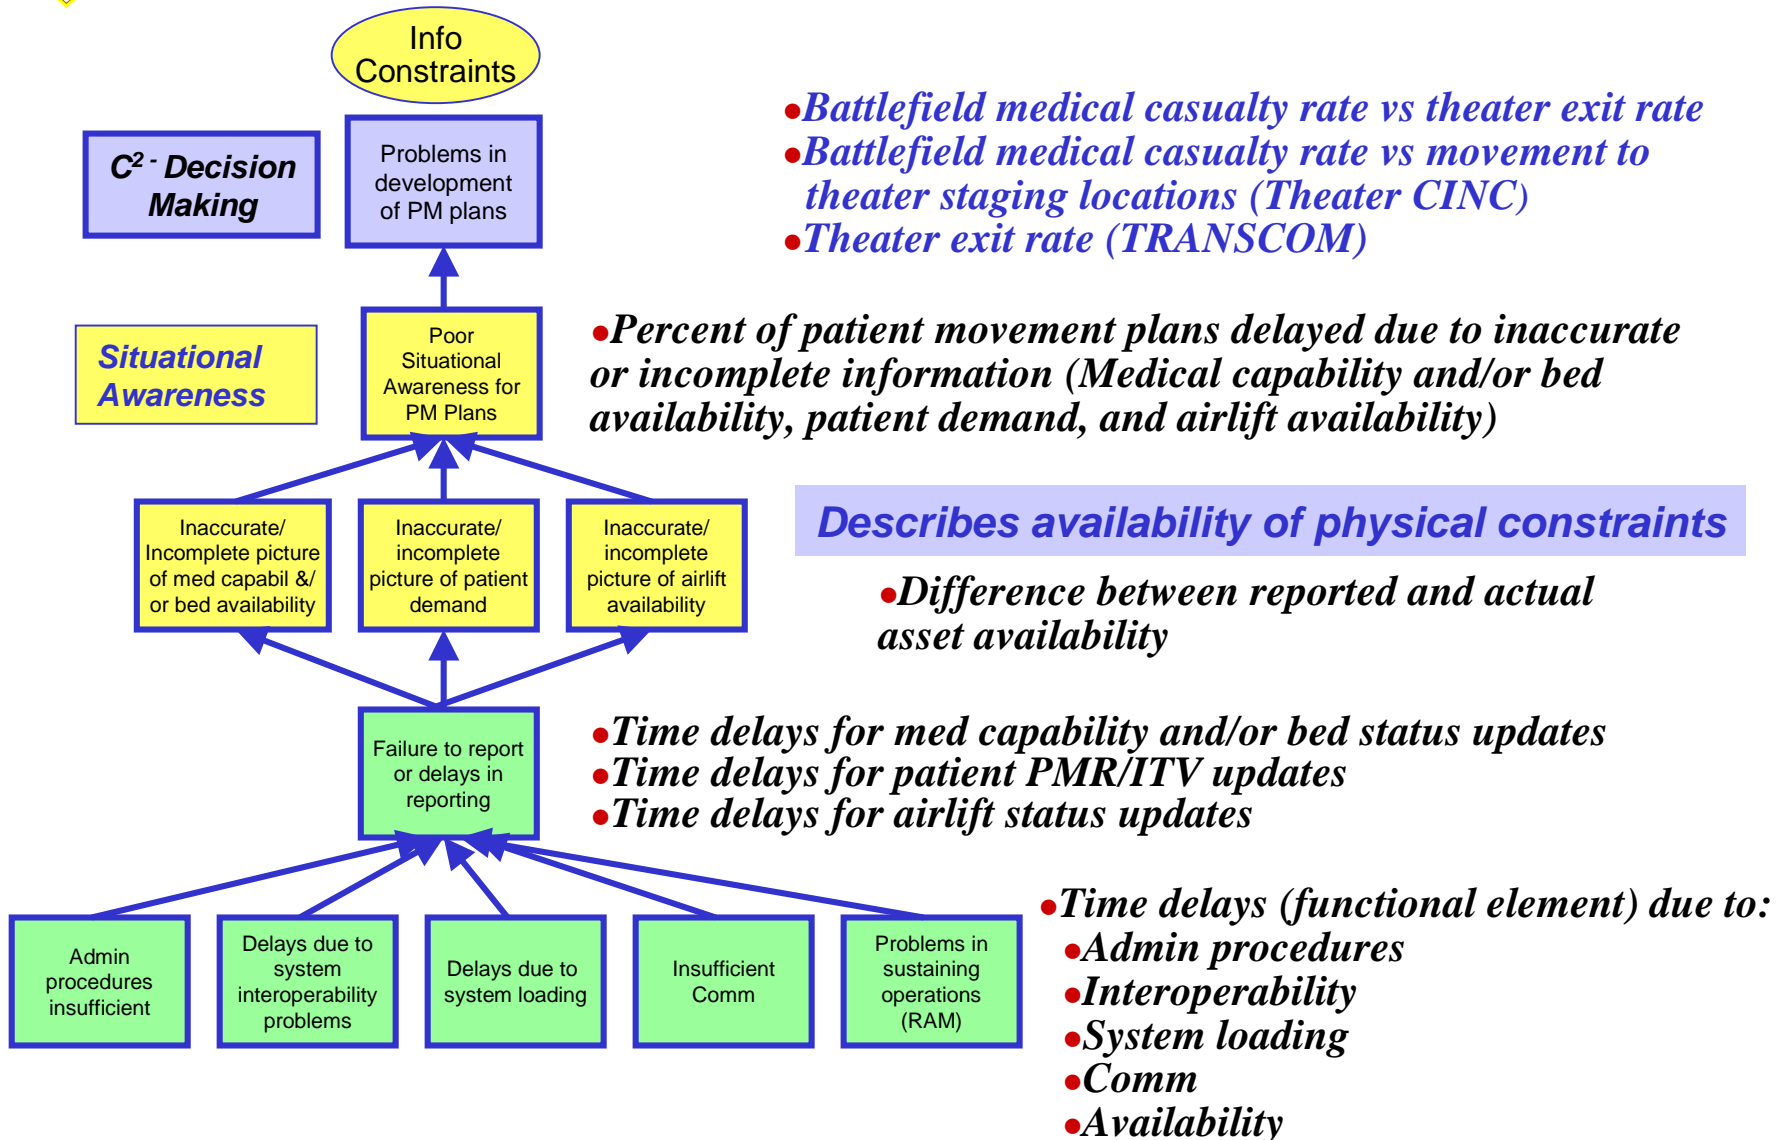 Info
Constraints
C2 - Decision
Making
Problems in
development
of PM plans
●Battlefield medical casualty rate vs theater exit rate
●Battlefield medical casualty rate vs movement to
theater staging locations (Theater CINC)
●Theater exit rate (TRANSCOM)
Situational
Awareness
Poor
Situational
Awareness for
PM Plans
●Percent of patient movement plans delayed due to inaccurate
or incomplete information (Medical capability and/or bed
availability, patient demand, and airlift availability)
Inaccurate/
Incomplete picture
of med capabil &/
or bed availability
Inaccurate/
incomplete
picture of patient
demand
Inaccurate/
incomplete
picture of airlift
availability
Describes availability of physical constraints
●Difference between reported and actual
asset availability
Failure to report
or delays in
reporting
●Time delays for med capability and/or bed status updates
●Time delays for patient PMR/ITV updates
●Time delays for airlift status updates
Admin
procedures
insufficient
Delays due to
system
interoperability
problems
Delays due to
system loading
Insufficient
Comm
Problems in
sustaining
operations
(RAM)
●Time delays (functional element) due to:
●Admin procedures
●Interoperability
●System loading
●Comm
●Availability